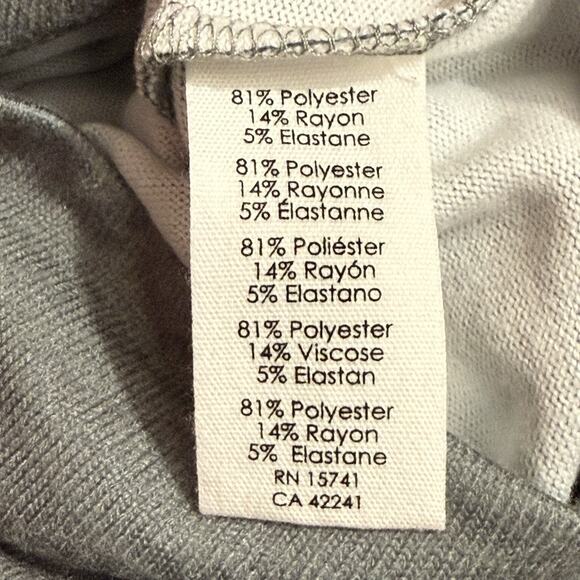 81% Polyester
14% Rayon
5% Elastane
81% Polyester
14% Rayonne
5% Élastanne
81% Poliéster
14% Rayón
5% Elastano
81% Polyester
14% Viscose
5% Elastan
81% Polyester
14% Rayon
5% Elastane
RN 15741
CA 42241